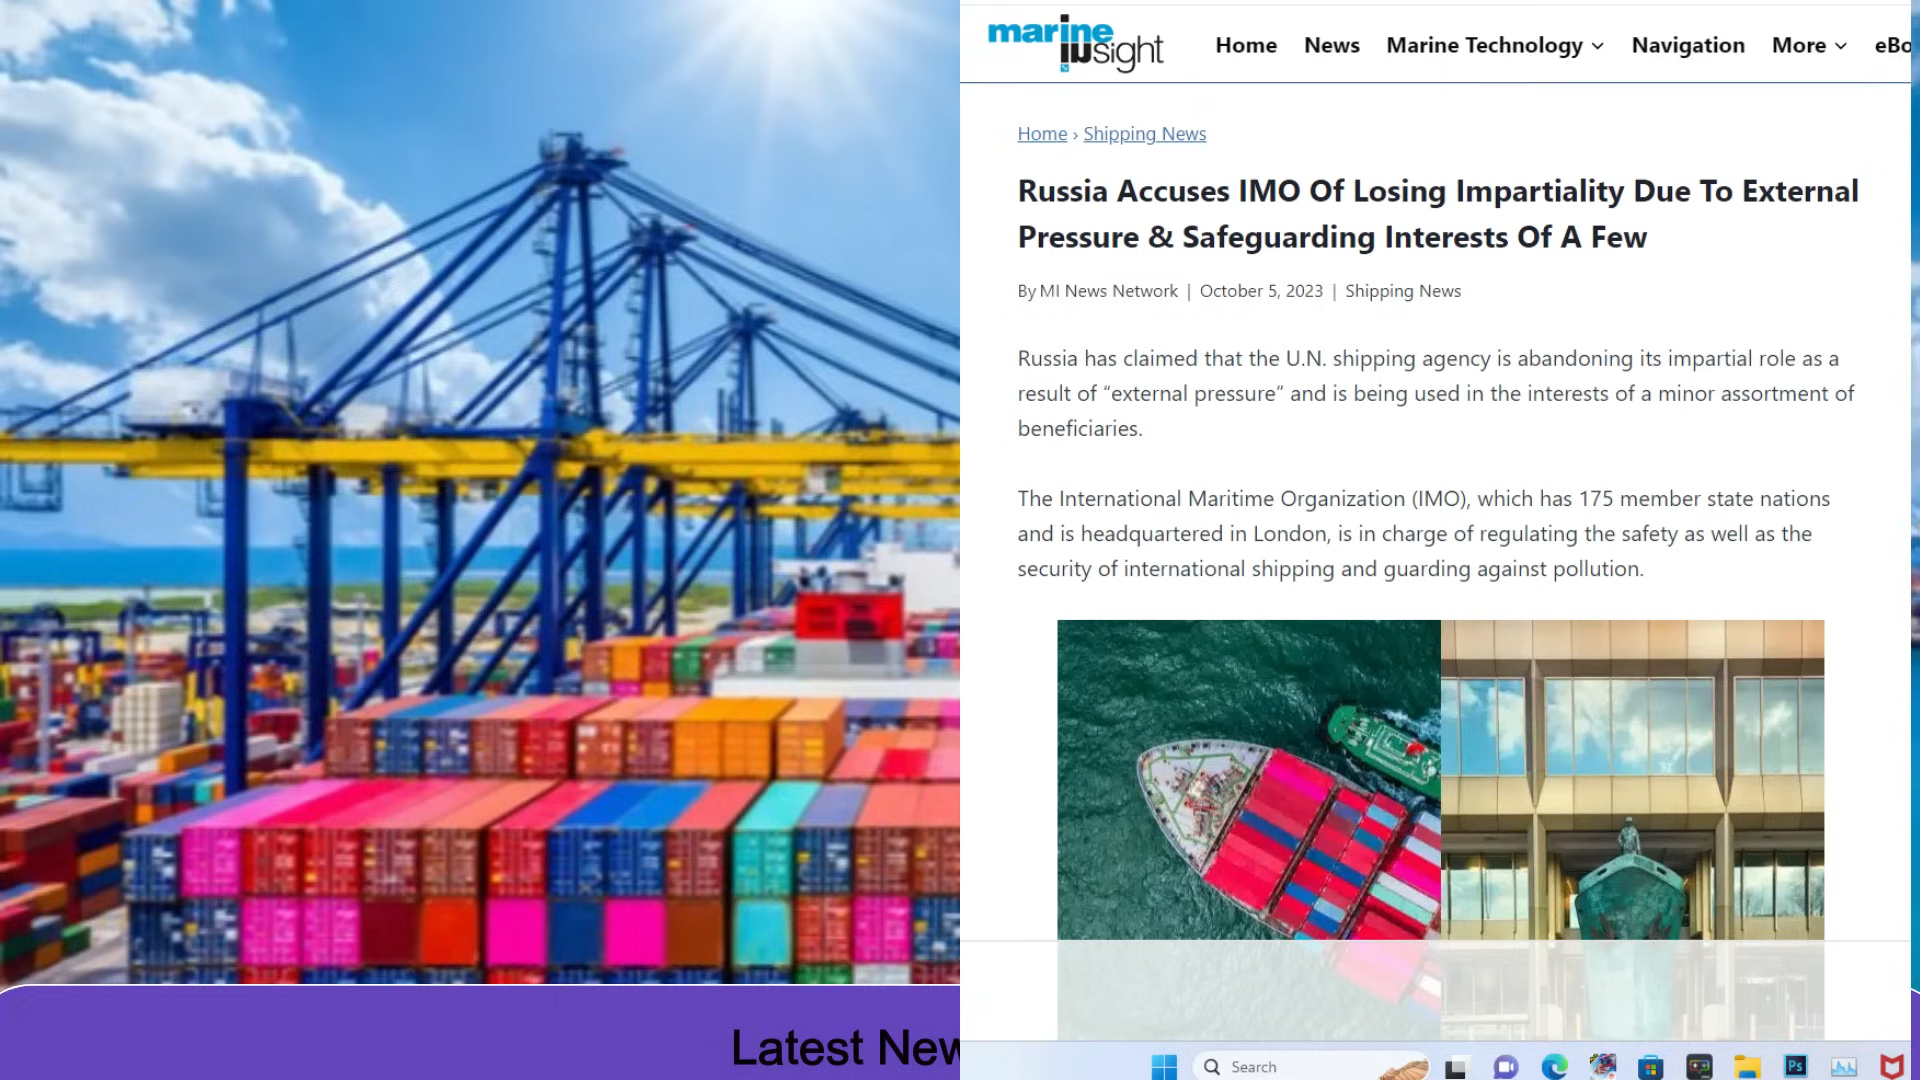 marine insight
Home News Marine Technology Navigation More eBo
Home › Shipping News
Russia Accuses IMO Of Losing Impartiality Due To External
Pressure & Safeguarding Interests Of A Few
By MI News Network | October 5, 2023 | Shipping News
Russia has claimed that the U.N. shipping agency is abandoning its impartial role as a
result of “external pressure” and is being used in the interests of a minor assortment of
beneficiaries.
The International Maritime Organization (IMO), which has 175 member state nations
and is headquartered in London, is in charge of regulating the safety as well as the
security of international shipping and guarding against pollution.
Latest New
Search
Ps